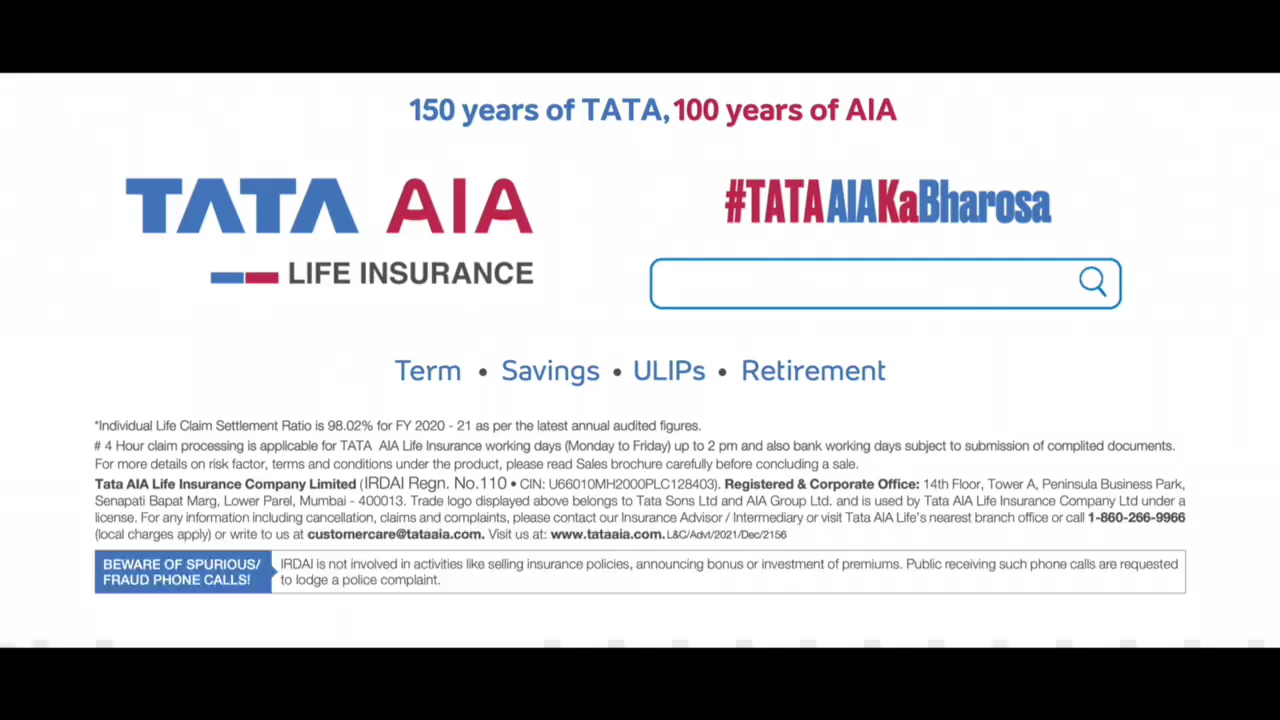 150 years of TATA, 100 years of AIA
TATA AIA
LIFE INSURANCE
#TATAAIAKaBharosa
Term • Savings • ULIPs • Retirement
*Individual Life Claim Settlement Ratio is 98.02% for FY 2020 - 21 as per the latest annual audited figures.
# 4 Hour claim processing is applicable for TATA AIA Life Insurance working days (Monday to Friday) up to 2 pm and also bank working days subject to submission of complited documents.
For more details on risk factor, terms and conditions under the product, please read Sales brochure carefully before concluding a sale.
Tata AIA Life Insurance Company Limited (IRDAI Regn. No.110 • CIN: U66010MH2000PLC128403). Registered & Corporate Office: 14th Floor, Tower A, Peninsula Business Park,
Senapati Bapat Marg, Lower Parel, Mumbai - 400013. Trade logo displayed above belongs to Tata Sons Ltd and AIA Group Ltd. and is used by Tata AIA Life Insurance Company Ltd under a
license. For any information including cancellation, claims and complaints, please contact our Insurance Advisor / Intermediary or visit Tata AIA Life's nearest branch office or call 1-860-266-9966
(local charges apply) or write to us at customercare@tataaia.com. Visit us at: www.tataaia.com. L&C/Advt/2021/Dec/2156
BEWARE OF SPURIOUS/
FRAUD PHONE CALLS!
IRDAI is not involved in activities like selling insurance policies, announcing bonus or investment of premiums. Public receiving such phone calls are requested
to lodge a police complaint.